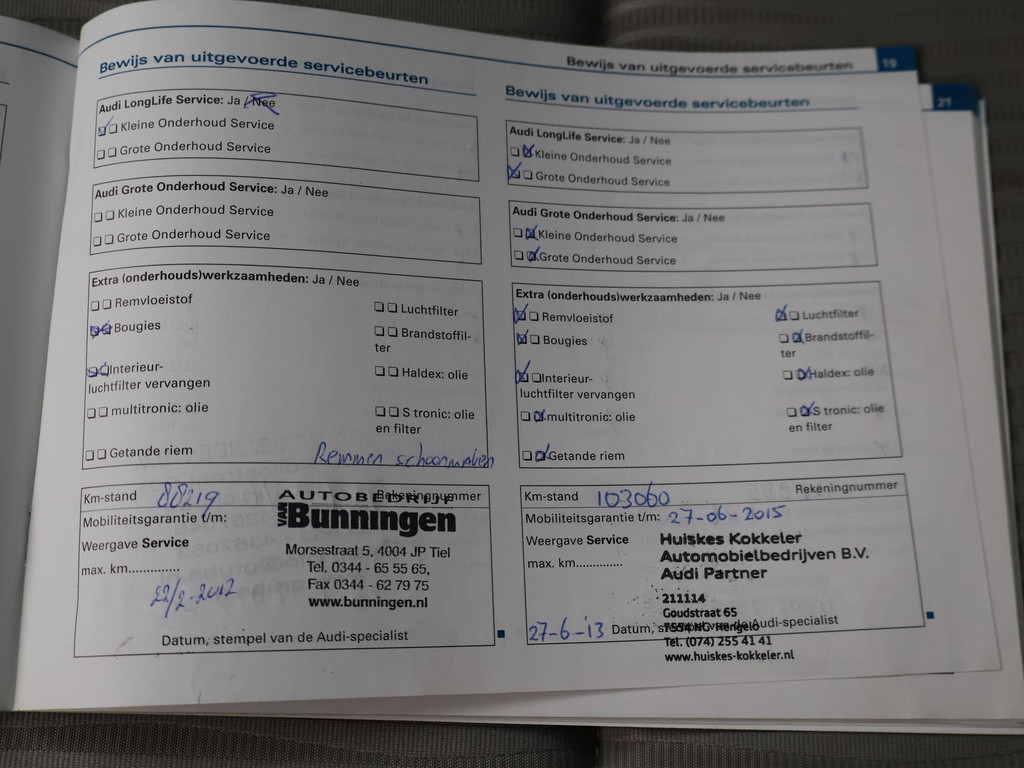 Bewijs van uitgevoerde servicebeurten 19
21
Bewijs van uitgevoerde servicebeurten
Audi LongLife Service: Ja / Nee
Kleine Onderhoud Service
Grote Onderhoud Service
Audi Grote Onderhoud Service: Ja / Nee
Kleine Onderhoud Service
Grote Onderhoud Service
Extra (onderhouds)werkzaamheden: Ja / Nee
Remvloeistof
Luchtfilter
Bougies
Brandstoffil-
ter
Interieur-
luchtfilter vervangen
Haldex: olie
multitronic: olie
S tronic: olie
en filter
Getande riem
Remmen schoonmaken
Km-stand 88219 Rekeningnummer
Mobiliteitsgarantie t/m:
Weergave Service
max. km.............
22/2-2012
AUTOBEDRIJF
VAN Bunningen
Morsestraat 5, 4004 JP Tiel
Tel. 0344 - 65 55 65,
Fax 0344 - 62 79 75
www.bunningen.nl
Datum, stempel van de Audi-specialist
Bewijs van uitgevoerde servicebeurten
Audi LongLife Service: Ja / Nee
Kleine Onderhoud Service
Grote Onderhoud Service
Audi Grote Onderhoud Service: Ja / Nee
Kleine Onderhoud Service
Grote Onderhoud Service
Extra (onderhouds)werkzaamheden: Ja / Nee
Remvloeistof
Luchtfilter
Bougies
Brandstoffil-
ter
Interieur-
luchtfilter vervangen
Haldex: olie
multitronic: olie
S tronic: olie
en filter
Getande riem
Km-stand 103060 Rekeningnummer
Mobiliteitsgarantie t/m: 27-06-2015
Weergave Service
max. km.............
Huiskes Kokkeler
Automobielbedrijven B.V.
Audi Partner
211114
Goudstraat 65
7554 NG Hengelo
Tel. (074) 255 41 41
www.huiskes-kokkeler.nl
27-6-'13 Datum, stempel van de Audi-specialist